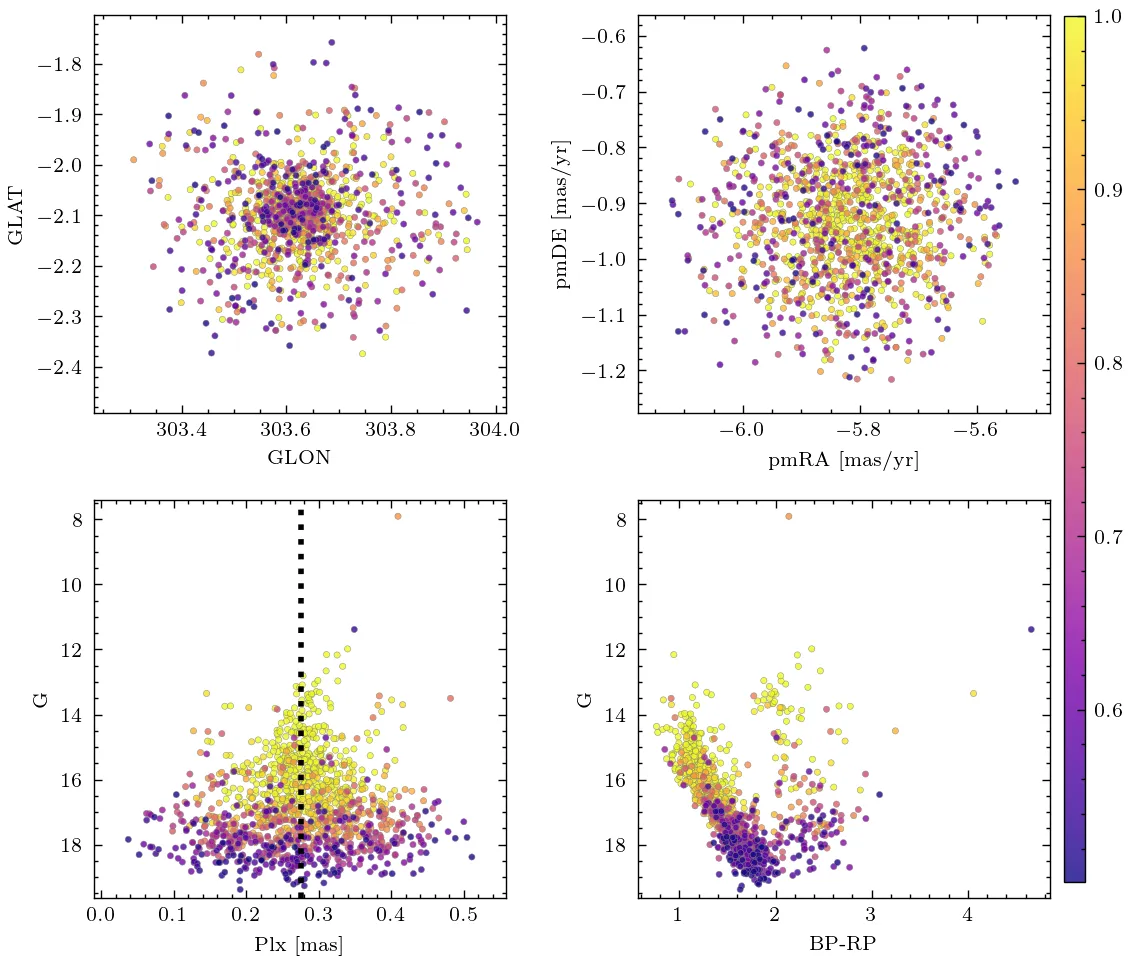 −1.8
−1.9
−2.0
−2.1
−2.2
−2.3
−2.4
GLAT
303.4 303.6 303.8 304.0
GLON
−0.6
−0.7
−0.8
−0.9
−1.0
−1.1
−1.2
pmDE [mas/yr]
−6.0 −5.8 −5.6
pmRA [mas/yr]
8
10
12
14
16
18
G
0.0 0.1 0.2 0.3 0.4 0.5
Plx [mas]
8
10
12
14
16
18
G
1 2 3 4
BP-RP
1.0
0.9
0.8
0.7
0.6